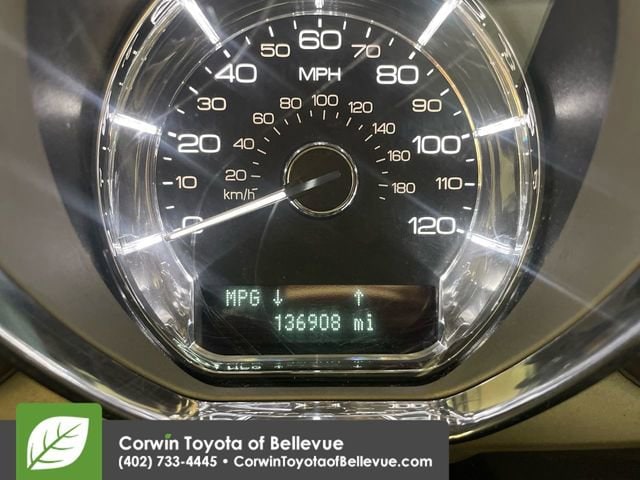 60
50 70
MPH
40 80
80 100 120
30 60 140 90
20 40 160 100
10 20 180 110
km/h
0 120
MPG ↓ ↑
136908 mi
Corwin Toyota of Bellevue
(402) 733-4445 • CorwinToyotaofBellevue.com